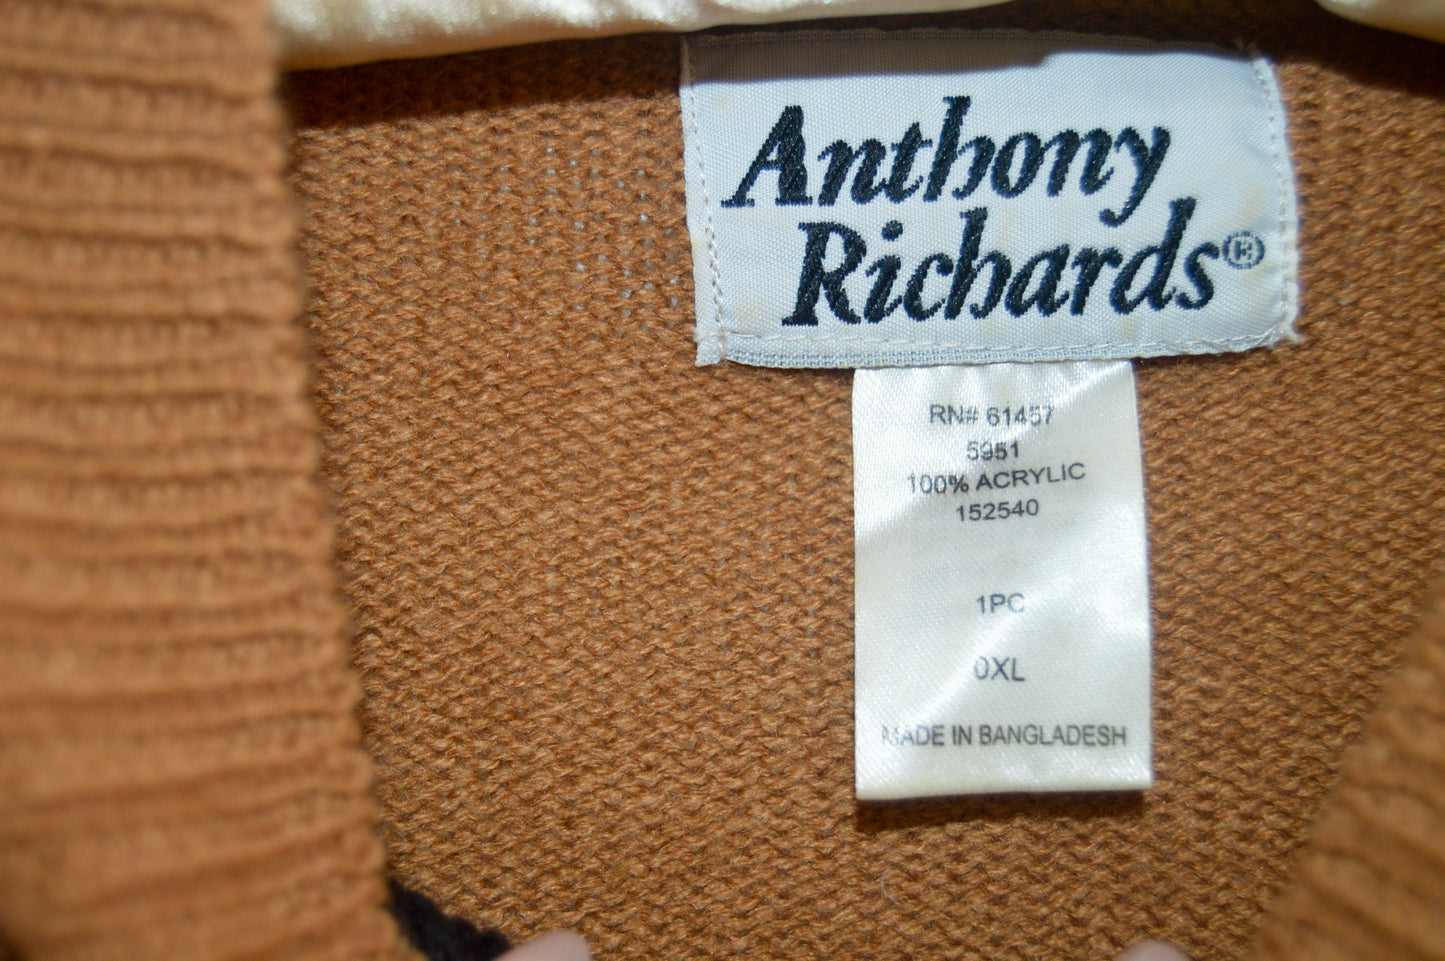 Anthony
Richards®
RN# 61457
5951
100% ACRYLIC
152540
1PC
0XL
MADE IN BANGLADESH